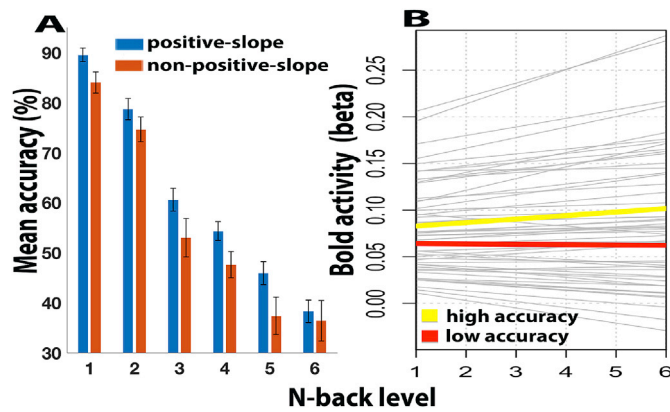 A
positive-slope
non-positive-slope
Mean accuracy (%)
90
80
70
60
50
40
30
1 2 3 4 5 6
B
Bold activity (beta)
0.25
0.20
0.15
0.10
0.05
0.00
high accuracy
low accuracy
1 2 3 4 5 6
N-back level